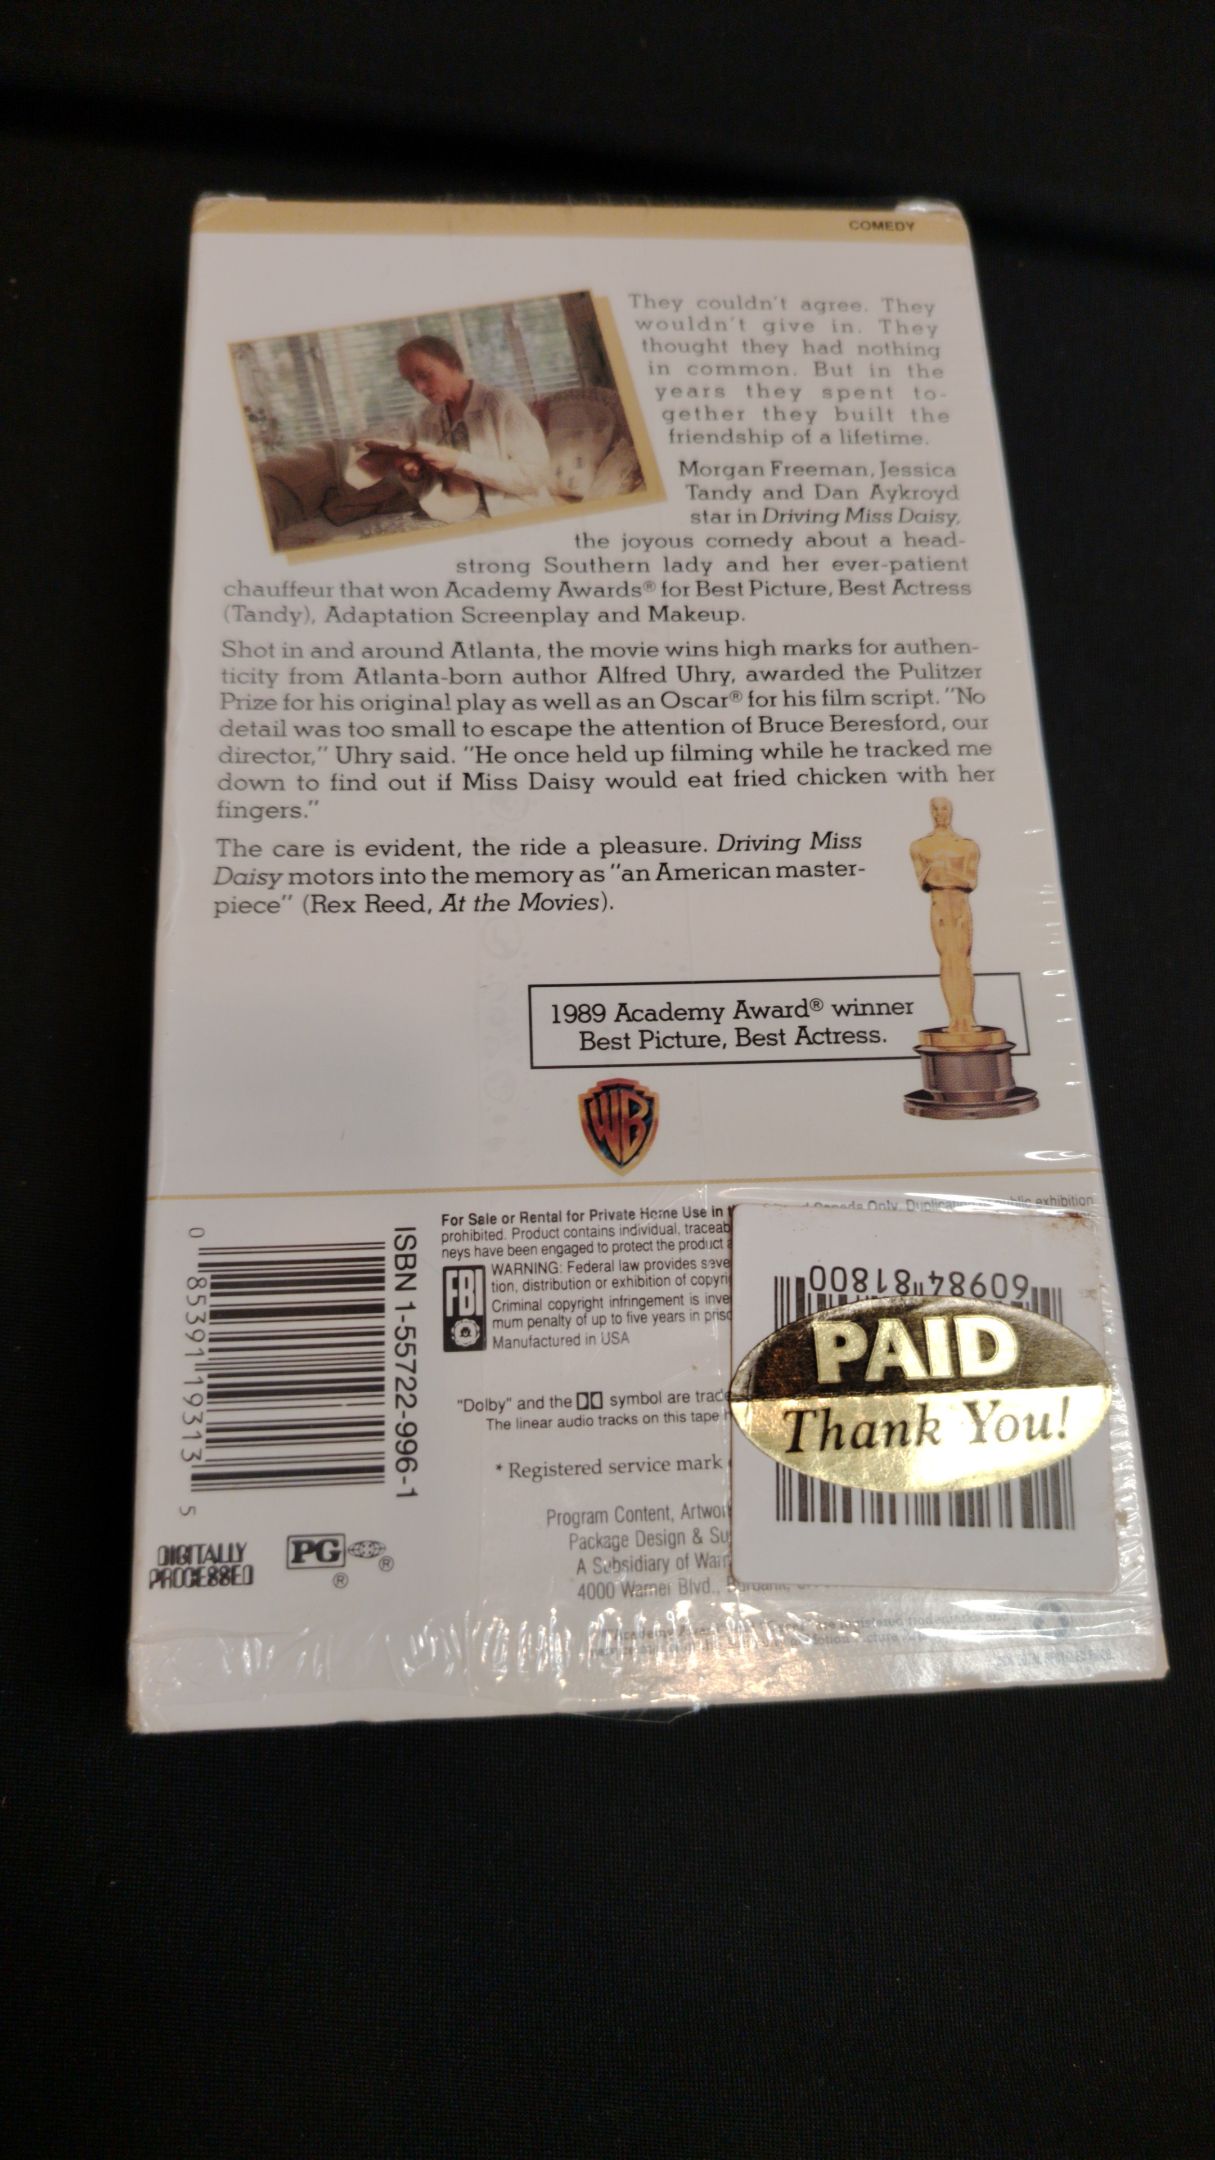 COMEDY
They couldn't agree. They
wouldn't give in. They
thought they had nothing
in common. But in the
years they spent to-
gether they built the
friendship of a lifetime.
Morgan Freeman, Jessica
Tandy and Dan Aykroyd
star in Driving Miss Daisy,
the joyous comedy about a head-
strong Southern lady and her ever-patient
chauffeur that won Academy Awards® for Best Picture, Best Actress
(Tandy), Adaptation Screenplay and Makeup.
Shot in and around Atlanta, the movie wins high marks for authen-
ticity from Atlanta-born author Alfred Uhry, awarded the Pulitzer
Prize for his original play as well as an Oscar® for his film script. "No
detail was too small to escape the attention of Bruce Beresford, our
director," Uhry said. "He once held up filming while he tracked me
down to find out if Miss Daisy would eat fried chicken with her
fingers."
The care is evident, the ride a pleasure. Driving Miss
Daisy motors into the memory as "an American master-
piece" (Rex Reed, At the Movies).
1989 Academy Award® winner
Best Picture, Best Actress.
WB
For Sale or Rental for Private Home Use in Canada Only. Duplication public exhibition
prohibited. Product contains individual, traceab
neys have been engaged to protect the product
FBI
WARNING: Federal law provides seve
tion, distribution or exhibition of copyri
Criminal copyright infringement is inve
mum penalty of up to five years in priso
Manufactured in USA
"Dolby" and the symbol are trade
The linear audio tracks on this tape
* Registered service mark
Program Content, Artwor
Package Design & Su
A Subsidiary of Warn
4000 Warner Blvd., Burbank,
0 85391 19313 5
ISBN 1-55722-996-1
DIGITALLY
PROCESSED
PG ® ®
60984 81800
PAID
Thank You!